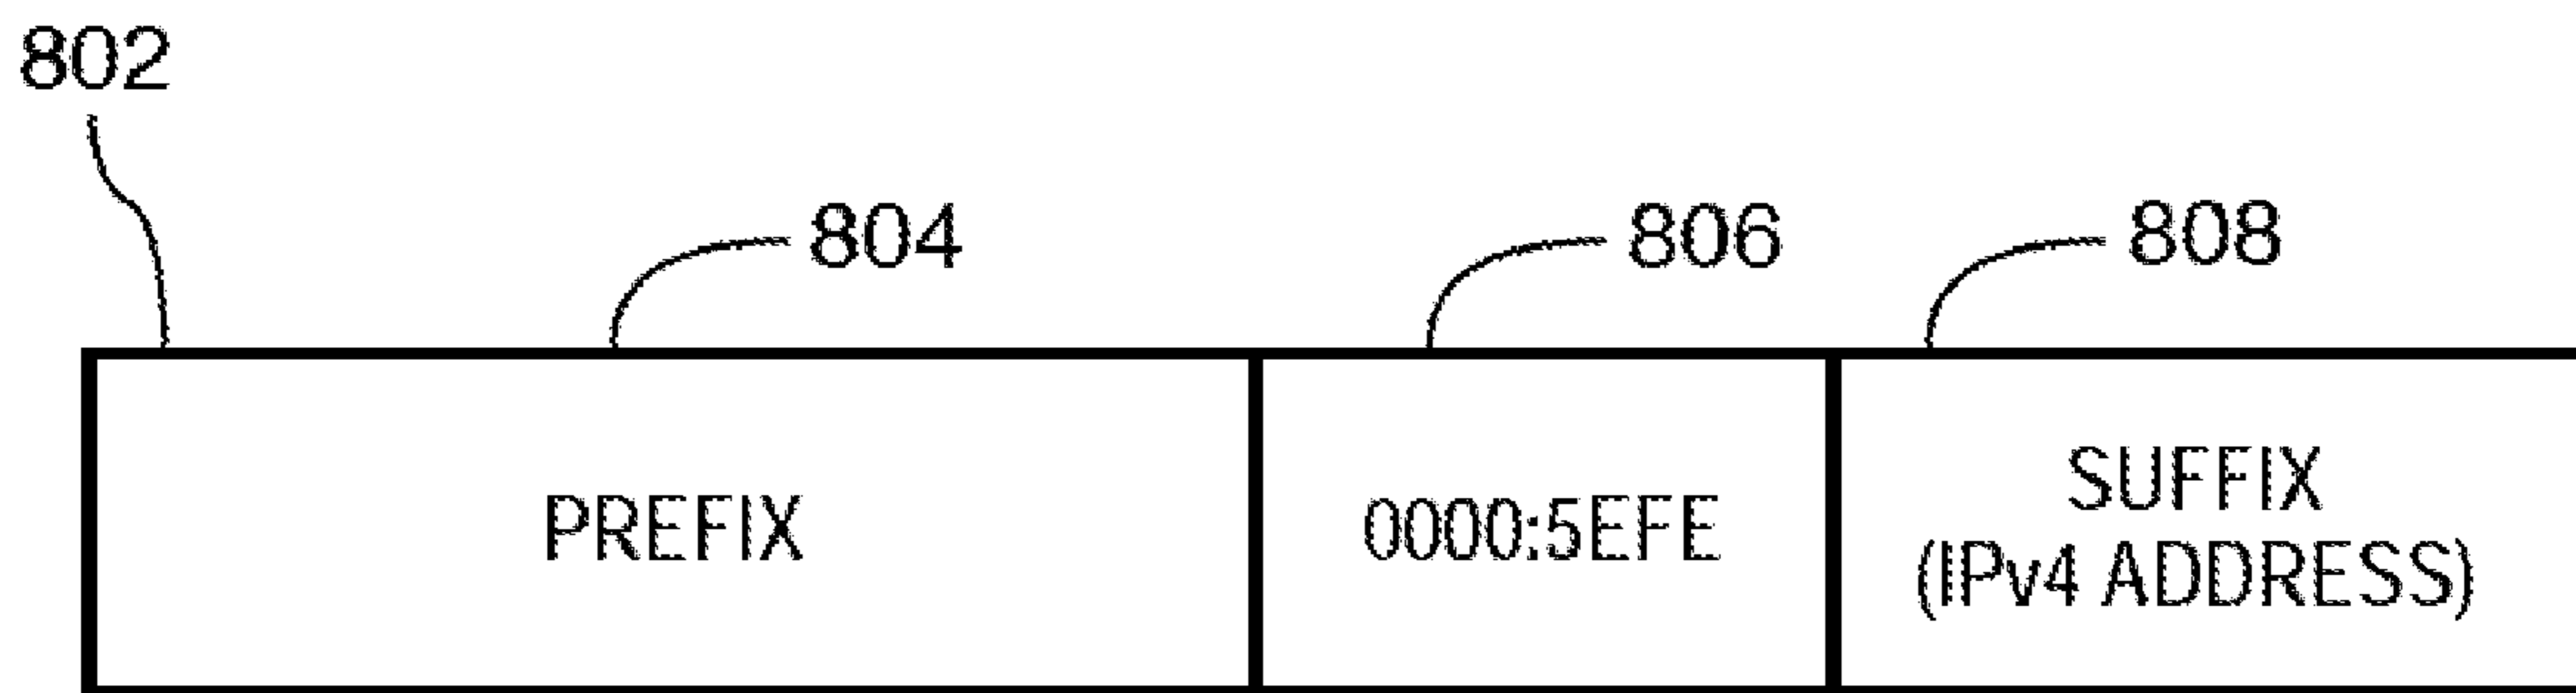 802
804
806
808
PREFIX
0000:5EFE
SUFFIX
(IPv4 ADDRESS)